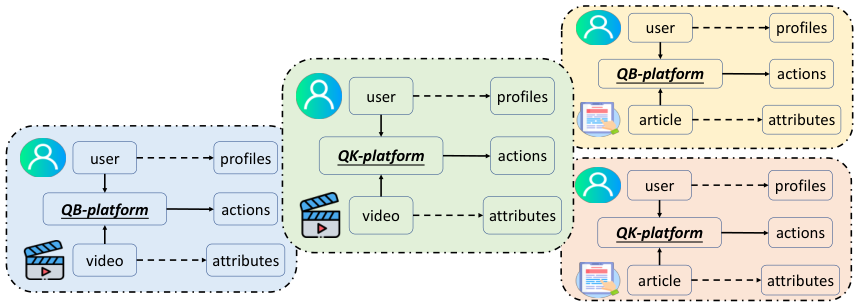 user profiles
QB-platform actions
video attributes
user profiles
QK-platform actions
video attributes
user profiles
QB-platform actions
article attributes
user profiles
QK-platform actions
article attributes